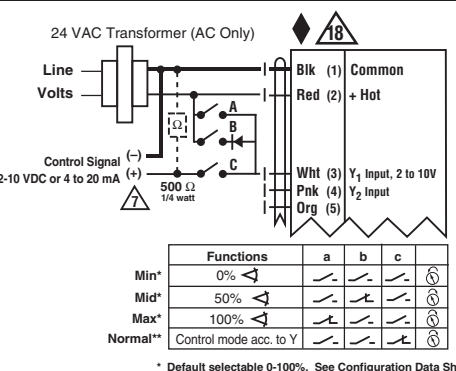 24 VAC Transformer (AC Only)
18
Line
Volts
Blk (1) Common
Red (2) + Hot
A
B
C
Ω
Control Signal (–)
2-10 VDC or 4 to 20 mA (+)
7
500 Ω
1/4 watt
Wht (3) Y1 Input, 2 to 10V
Pnk (4) Y2 Input
Org (5)
Functions a b c
Min* 0%
Mid* 50%
Max* 100%
Normal** Control mode acc. to Y
* Default selectable 0-100%. See Configuration Data Sh